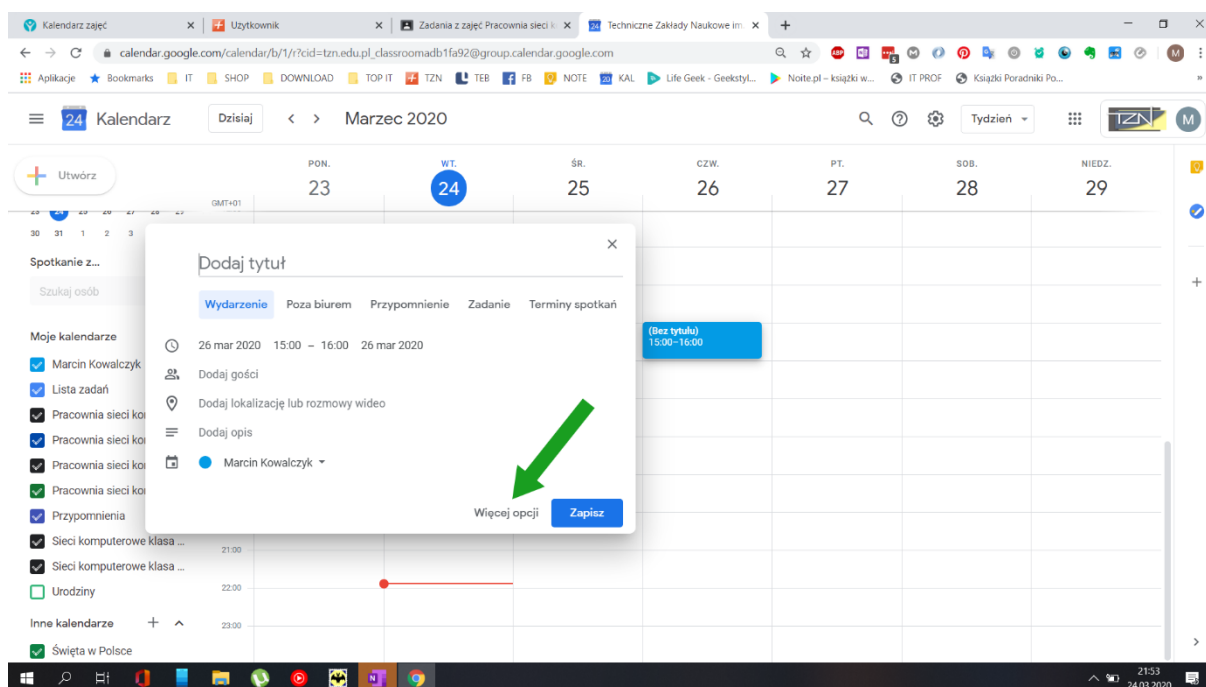 Kalendarz zajęć
Użytkownik
Zadania z zajęć Pracownia sieci k
Techniczne Zakłady Naukowe im.
calendar.google.com/calendar/b/1/r?cid=tzn.edu.pl_classroomadb1fa92@group.calendar.google.com
Aplikacje Bookmarks IT SHOP DOWNLOAD TOP IT TZN TEB FB NOTE KAL Life Geek - Geekstyl... Noite.pl – książki w... IT PROF Książki Poradniki Po... »
24 Kalendarz Dzisiaj Marzec 2020 Tydzień TZN M
Utwórz
PON. WT. ŚR. CZW. PT. SOB. NIEDZ.
23 24 25 26 27 28 29
GMT+01
23 24 25 26 27 28 29
30 31 1 2 3
Spotkanie z...
Szukaj osób
Moje kalendarze
Marcin Kowalczyk
Lista zadań
Pracownia sieci ko
Pracownia sieci ko
Pracownia sieci ko
Pracownia sieci ko
Przypomnienia
Sieci komputerowe klasa ...
Sieci komputerowe klasa ...
Urodziny
Inne kalendarze
Święta w Polsce
Dodaj tytuł
Wydarzenie Poza biurem Przypomnienie Zadanie Terminy spotkań
26 mar 2020 15:00 – 16:00 26 mar 2020
Dodaj gości
Dodaj lokalizację lub rozmowy wideo
Dodaj opis
Marcin Kowalczyk
Więcej opcji Zapisz
(Bez tytułu)
15:00–16:00
21:00
22:00
23:00
21:53
24.03.2020